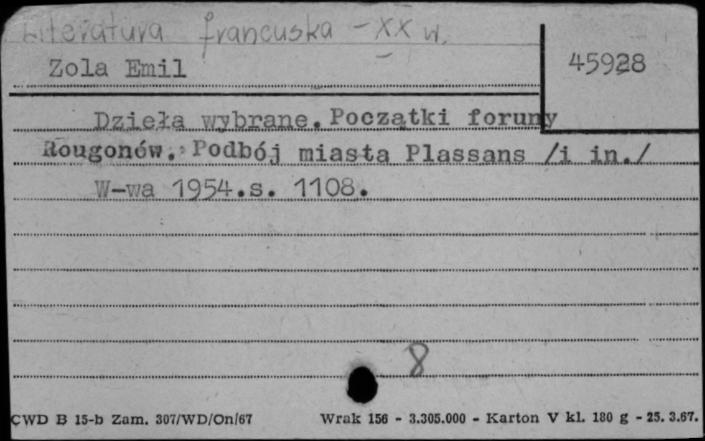 Literatura francuska - XX w.
Zola Emil
45928
Dzieła wybrane. Początki foruny
Rougonów. Podbój miasta Plassans /i in./
W-wa 1954.s. 1108.
8
CWD B 15-b Zam. 307/WD/On/67 Wrak 156 - 3.305.000 - Karton V kl. 180 g - 25. 3.67.